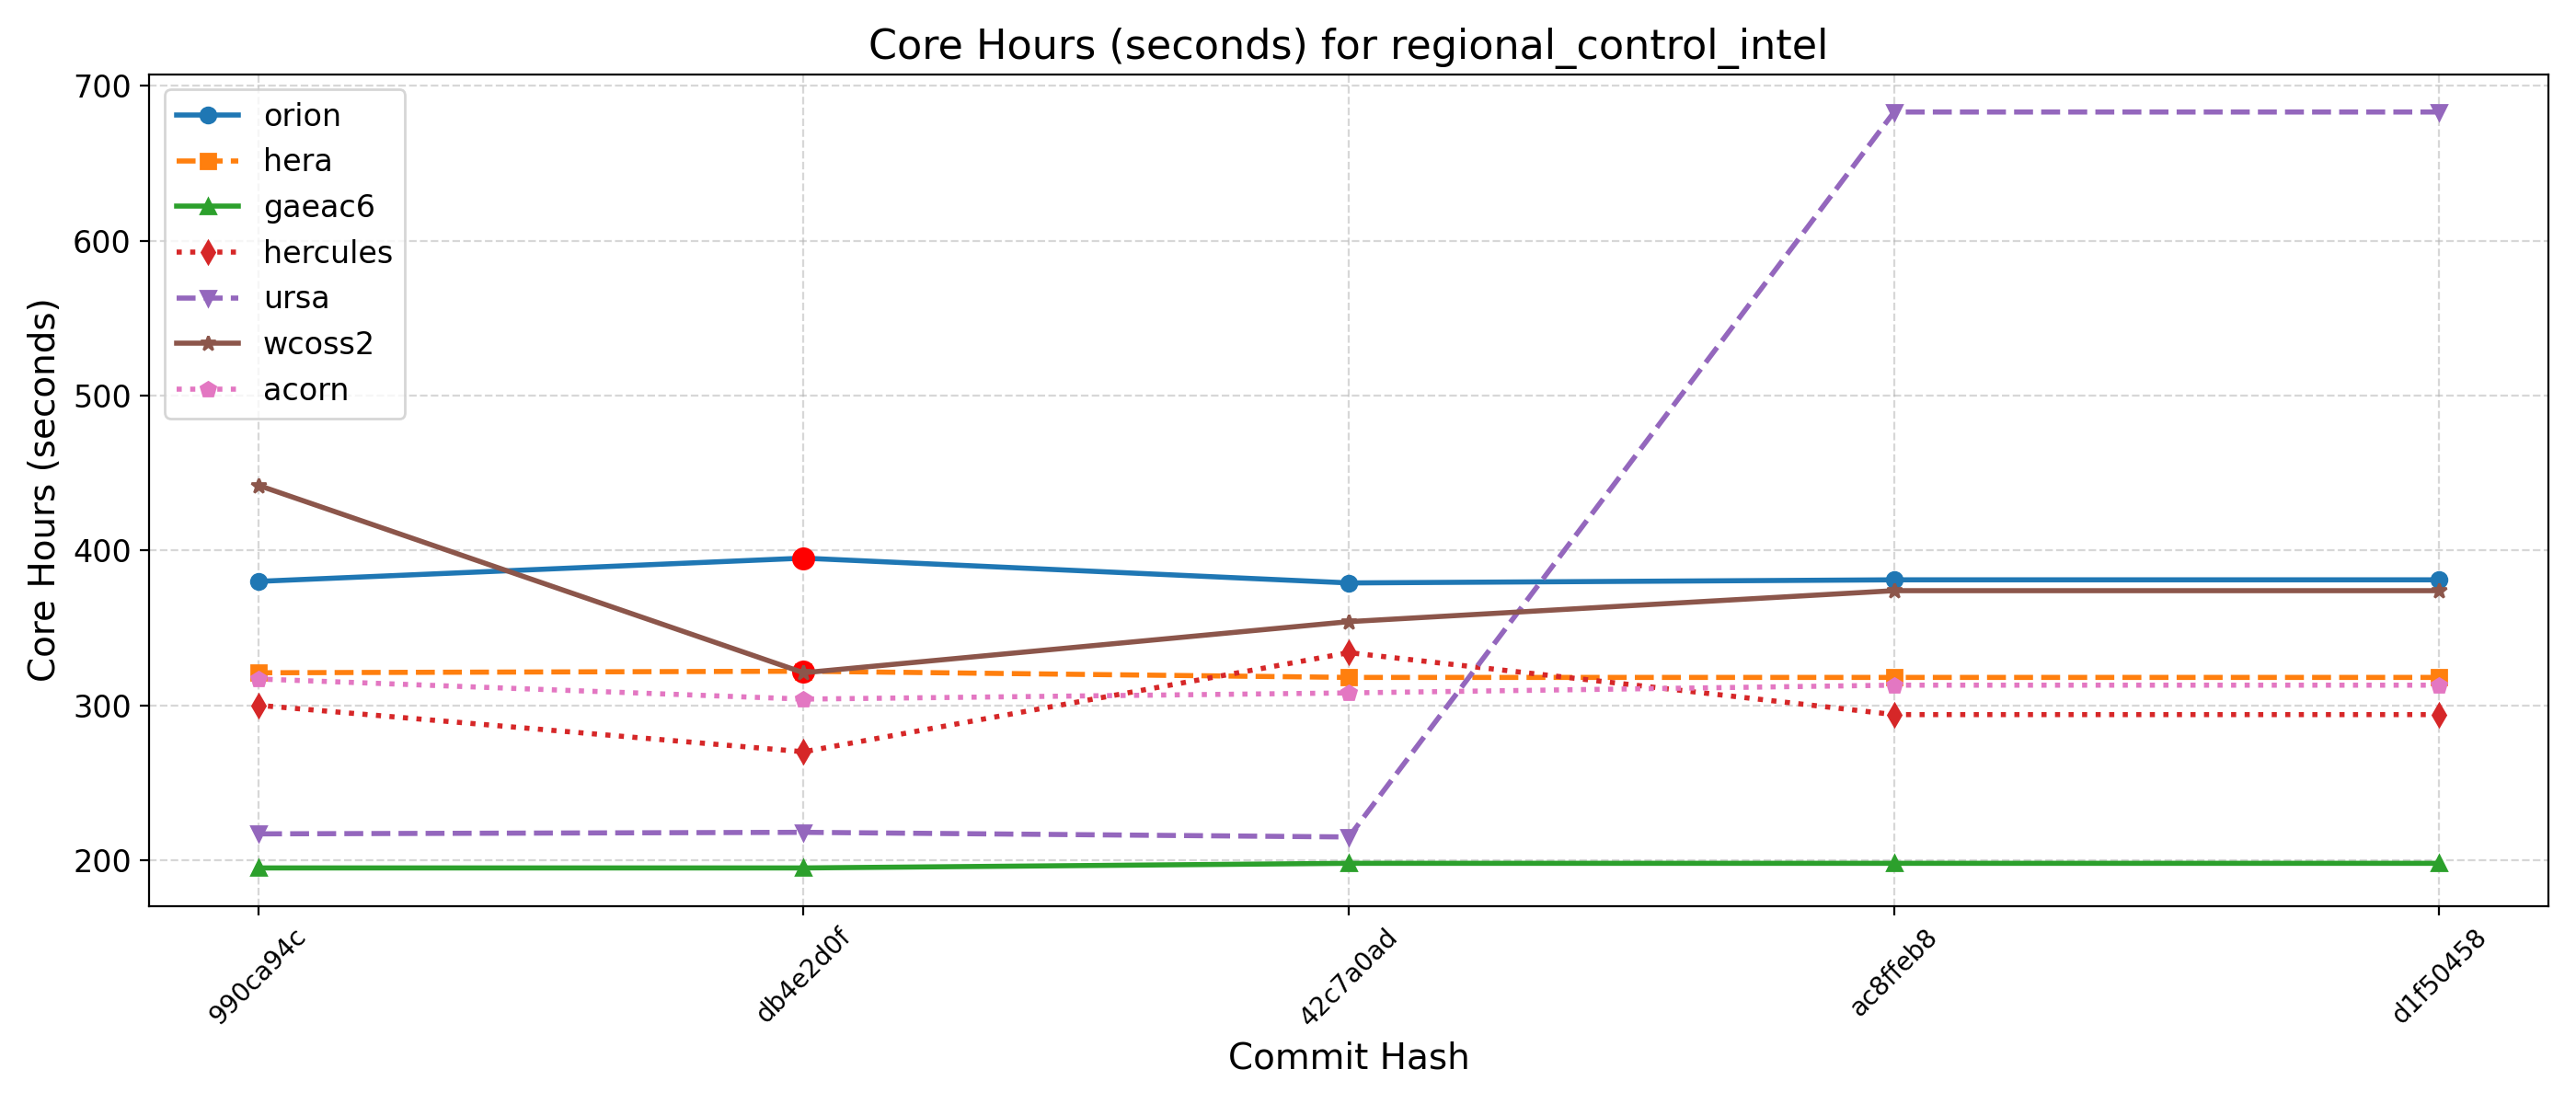 Core Hours (seconds) for regional_control_intel
Core Hours (seconds)
700
600
500
400
300
200
orion
hera
gaeac6
hercules
ursa
wcoss2
acorn
990ca94c
db4e2d0f
42c7a0ad
ac8ffeb8
d1f50458
Commit Hash